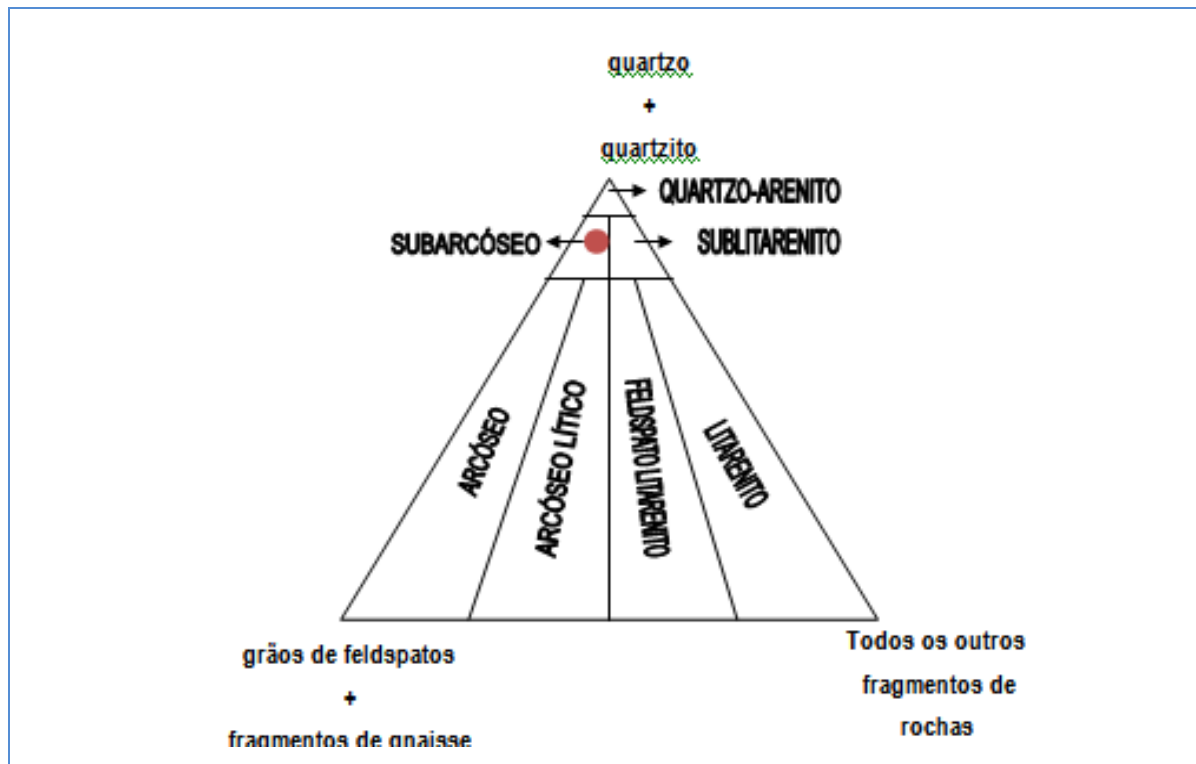 quartzo
+
quartzito
QUARTZO-ARENITO
SUBARCÓSEO
SUBLITARENITO
ARCÓSEO
ARCÓSEO LÍTICO
FELDSPATO LITARENITO
LITARENITO
grãos de feldspatos
+
fragmentos de gnaisse
Todos os outros
fragmentos de
rochas